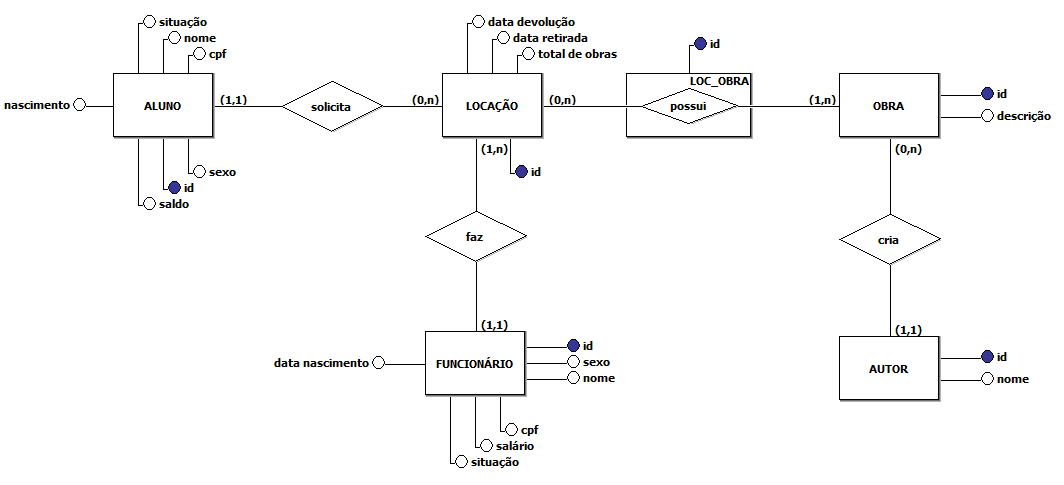 situação
nome
cpf
nascimento
ALUNO
(1,1)
solicita
(0,n)
data devolução
data retirada
total de obras
LOCAÇÃO
(0,n)
id
LOC_OBRA
possui
(1,n)
OBRA
id
descrição
sexo
id
saldo
(1,n)
id
(0,n)
faz
cria
(1,1)
(1,1)
data nascimento
FUNCIONÁRIO
id
sexo
nome
AUTOR
id
nome
cpf
salário
situação